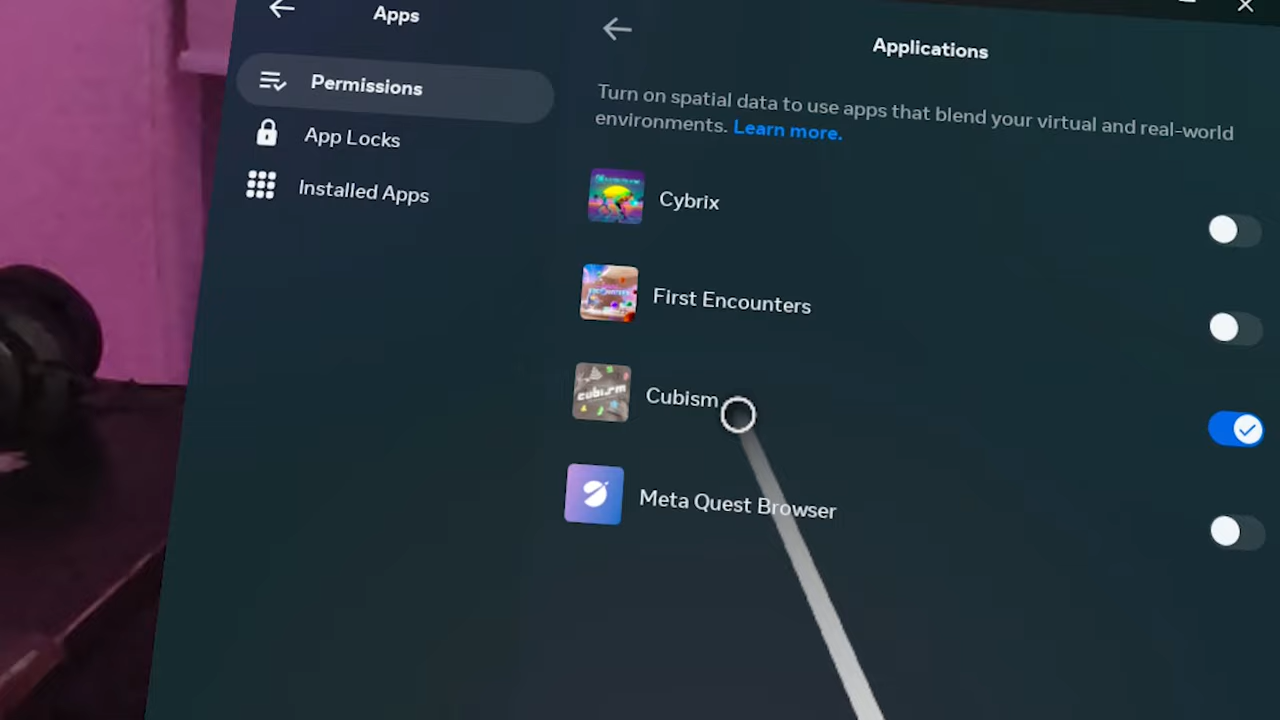 Apps
Permissions
App Locks
Installed Apps
Applications
Turn on spatial data to use apps that blend your virtual and real-world
environments. Learn more.
Cybrix
First Encounters
cubism
Cubism
Meta Quest Browser